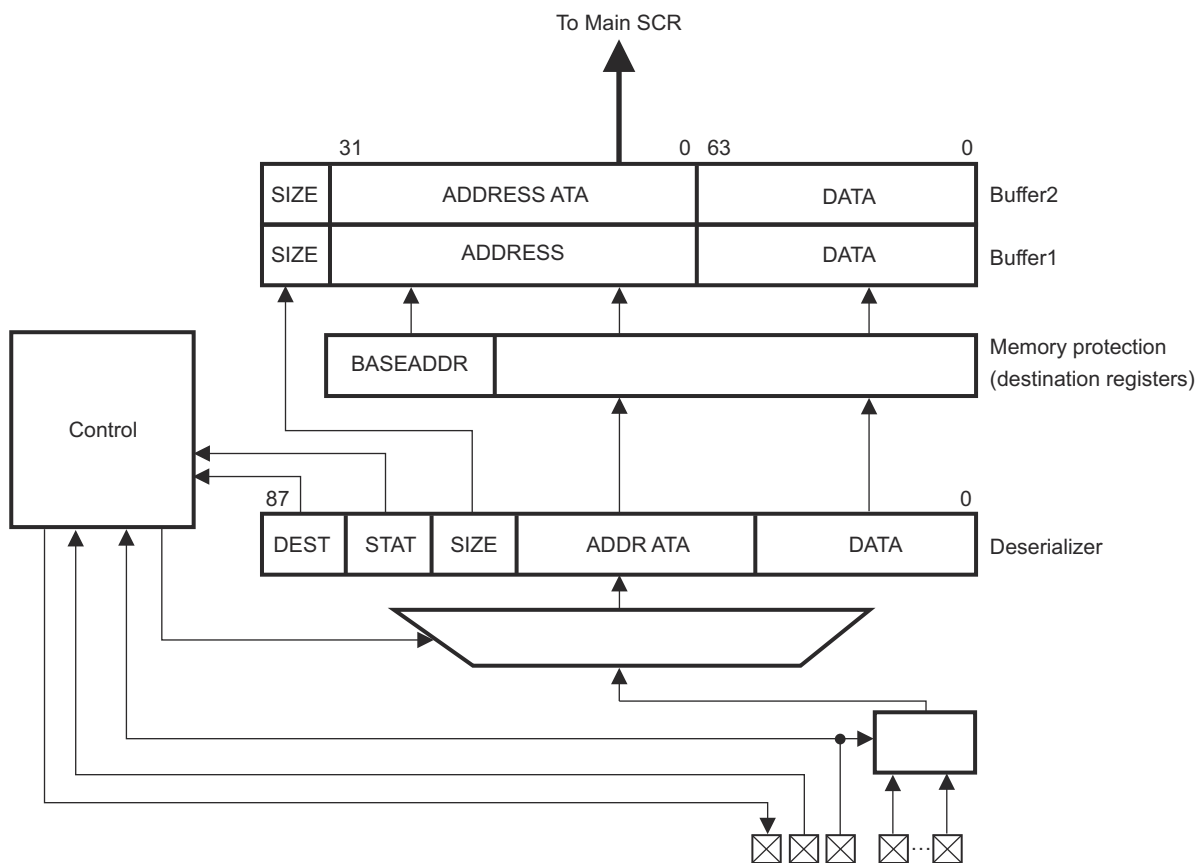 To Main SCR
31 0 63 0
SIZE ADDRESS ATA DATA Buffer2
SIZE ADDRESS DATA Buffer1
BASEADDR
Memory protection
(destination registers)
Control
87 0
DEST STAT SIZE ADDR ATA DATA Deserializer
...